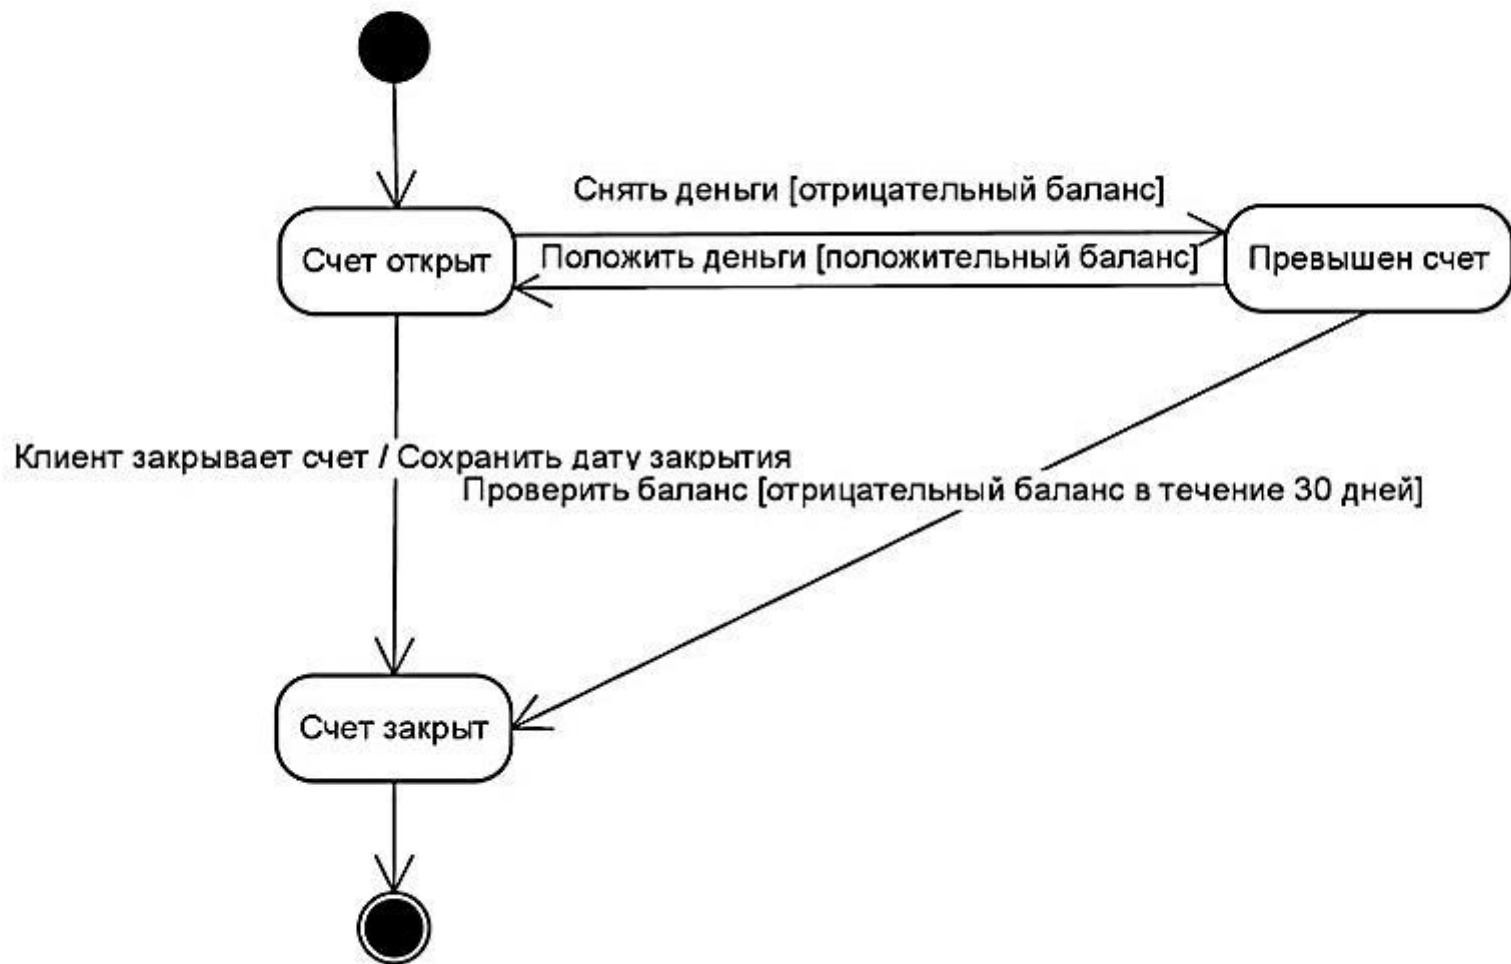 Снять деньги [отрицательный баланс]
Счет открыт
Положить деньги [положительный баланс]
Превышен счет
Клиент закрывает счет / Сохранить дату закрытия
Проверить баланс [отрицательный баланс в течение 30 дней]
Счет закрыт